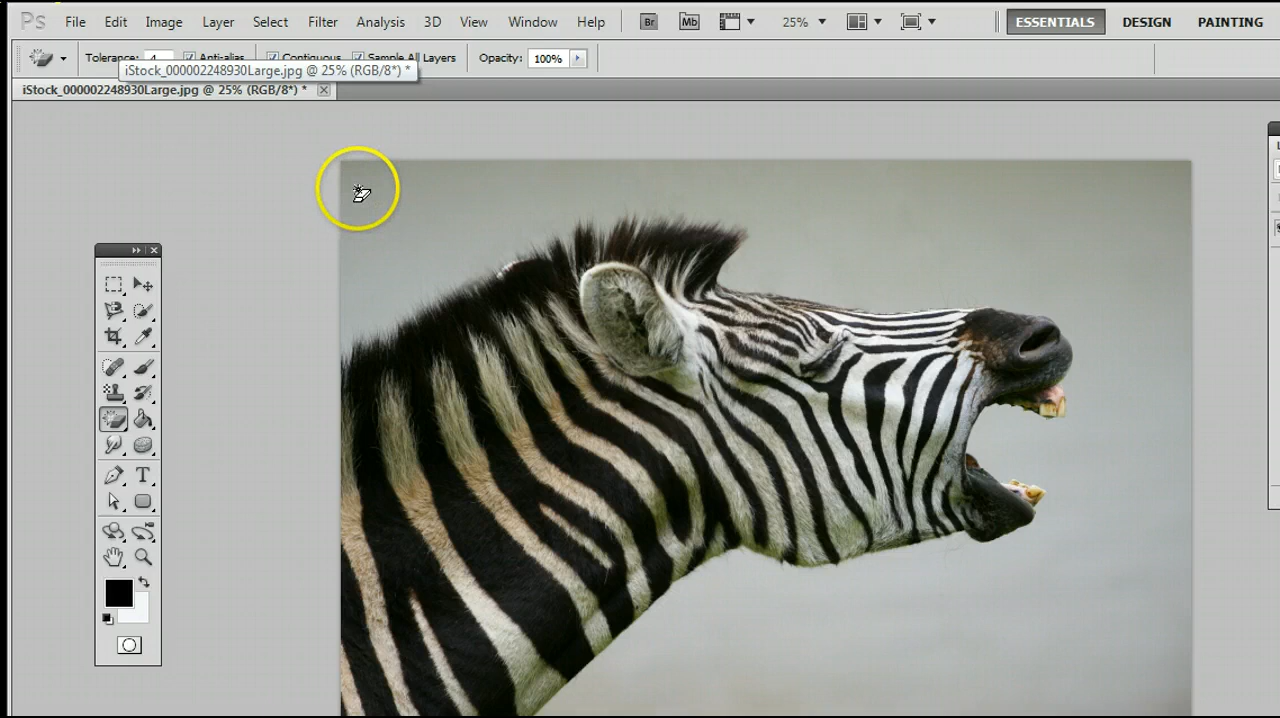 Ps File Edit Image Layer Select Filter Analysis 3D View Window Help Br Mb 25% ESSENTIALS DESIGN PAINTING
Tolerance: 4 Anti-alias Contiguous Sample All Layers Opacity: 100%
iStock_000002248930Large.jpg @ 25% (RGB/8*) *
iStock_000002248930Large.jpg @ 25% (RGB/8*) *
T